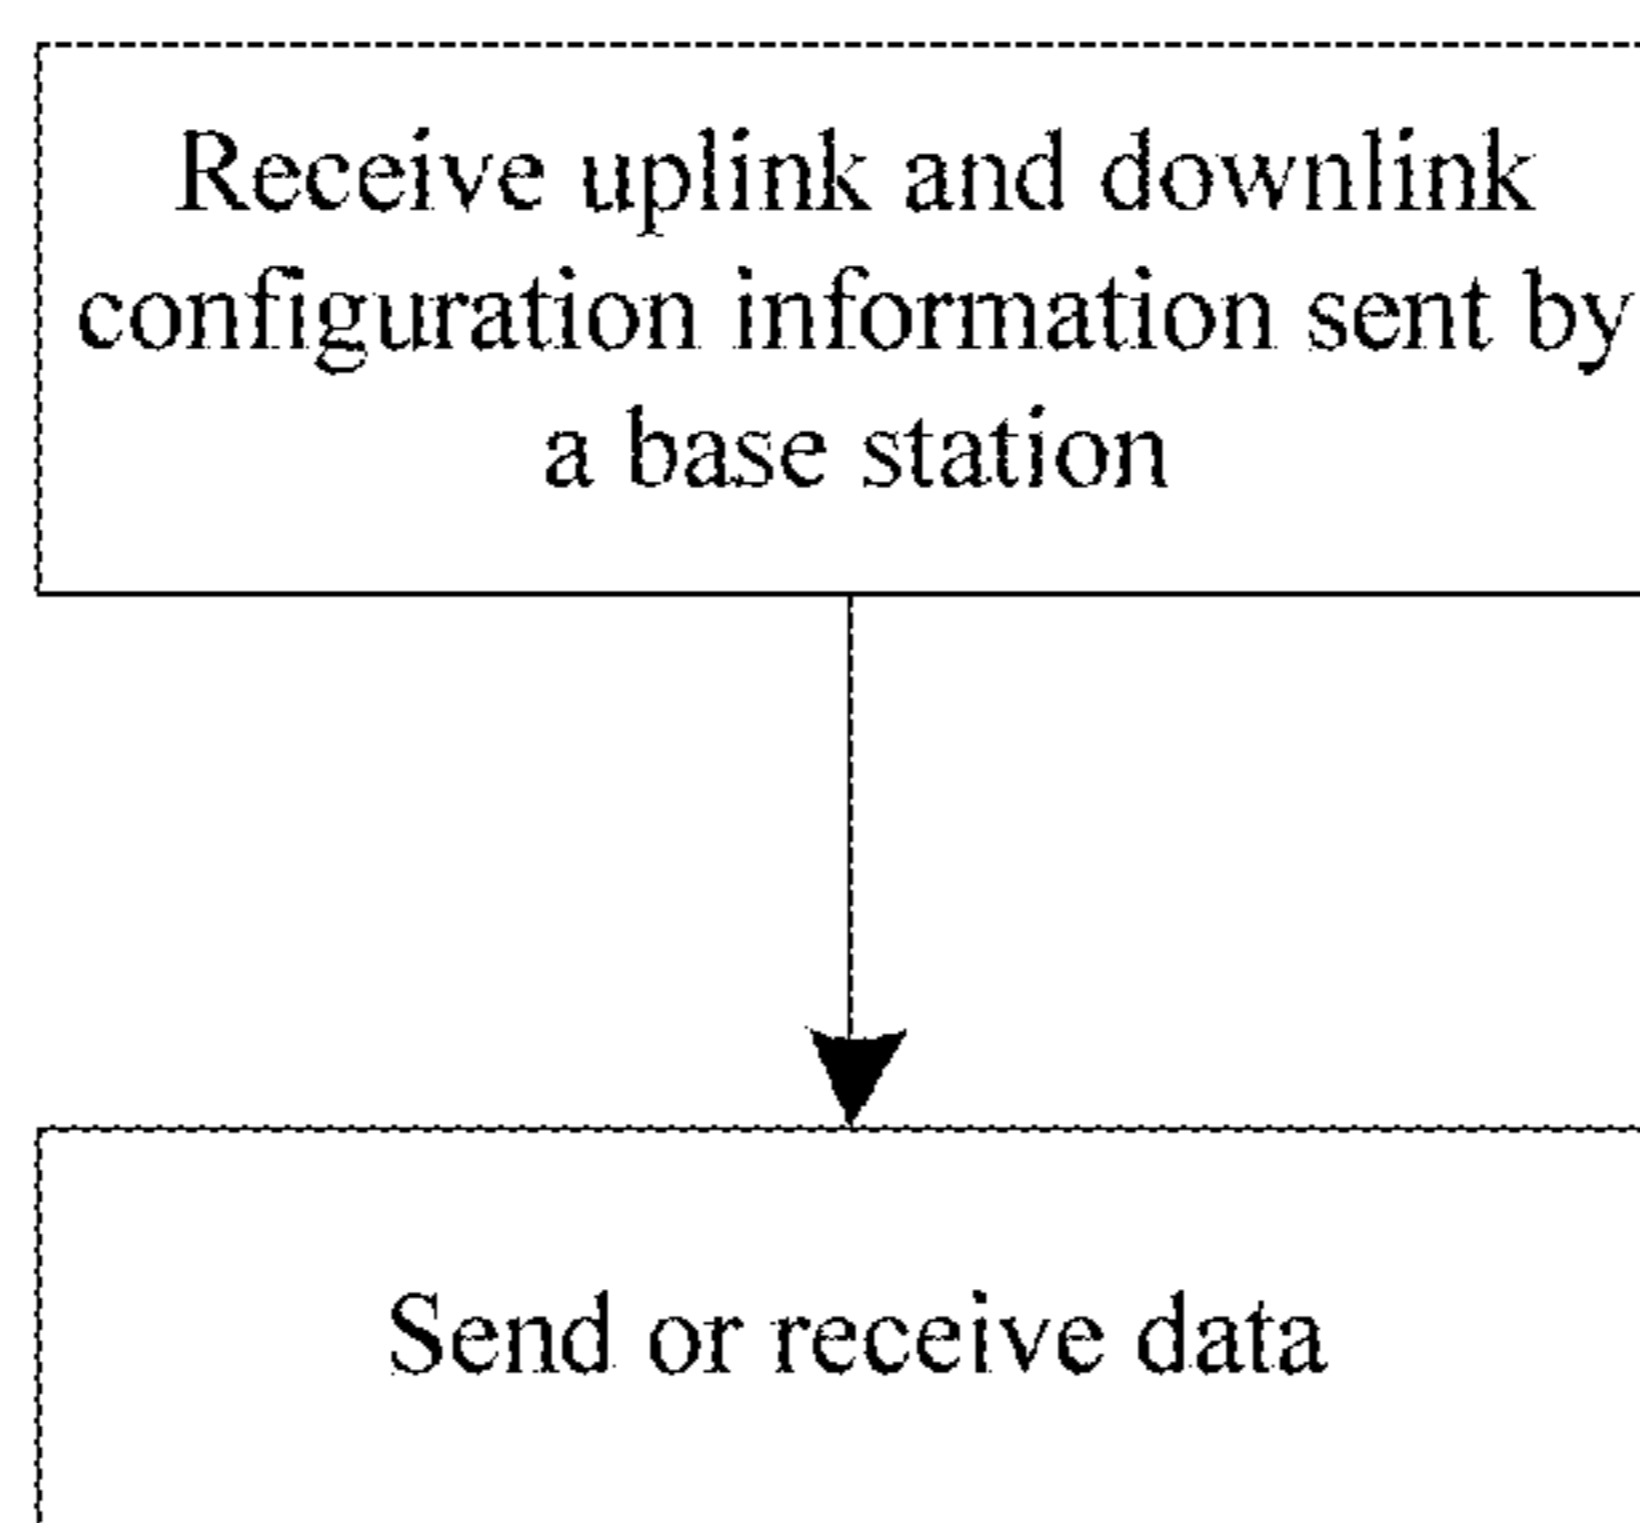 Receive uplink and downlink
configuration information sent by
a base station
Send or receive data